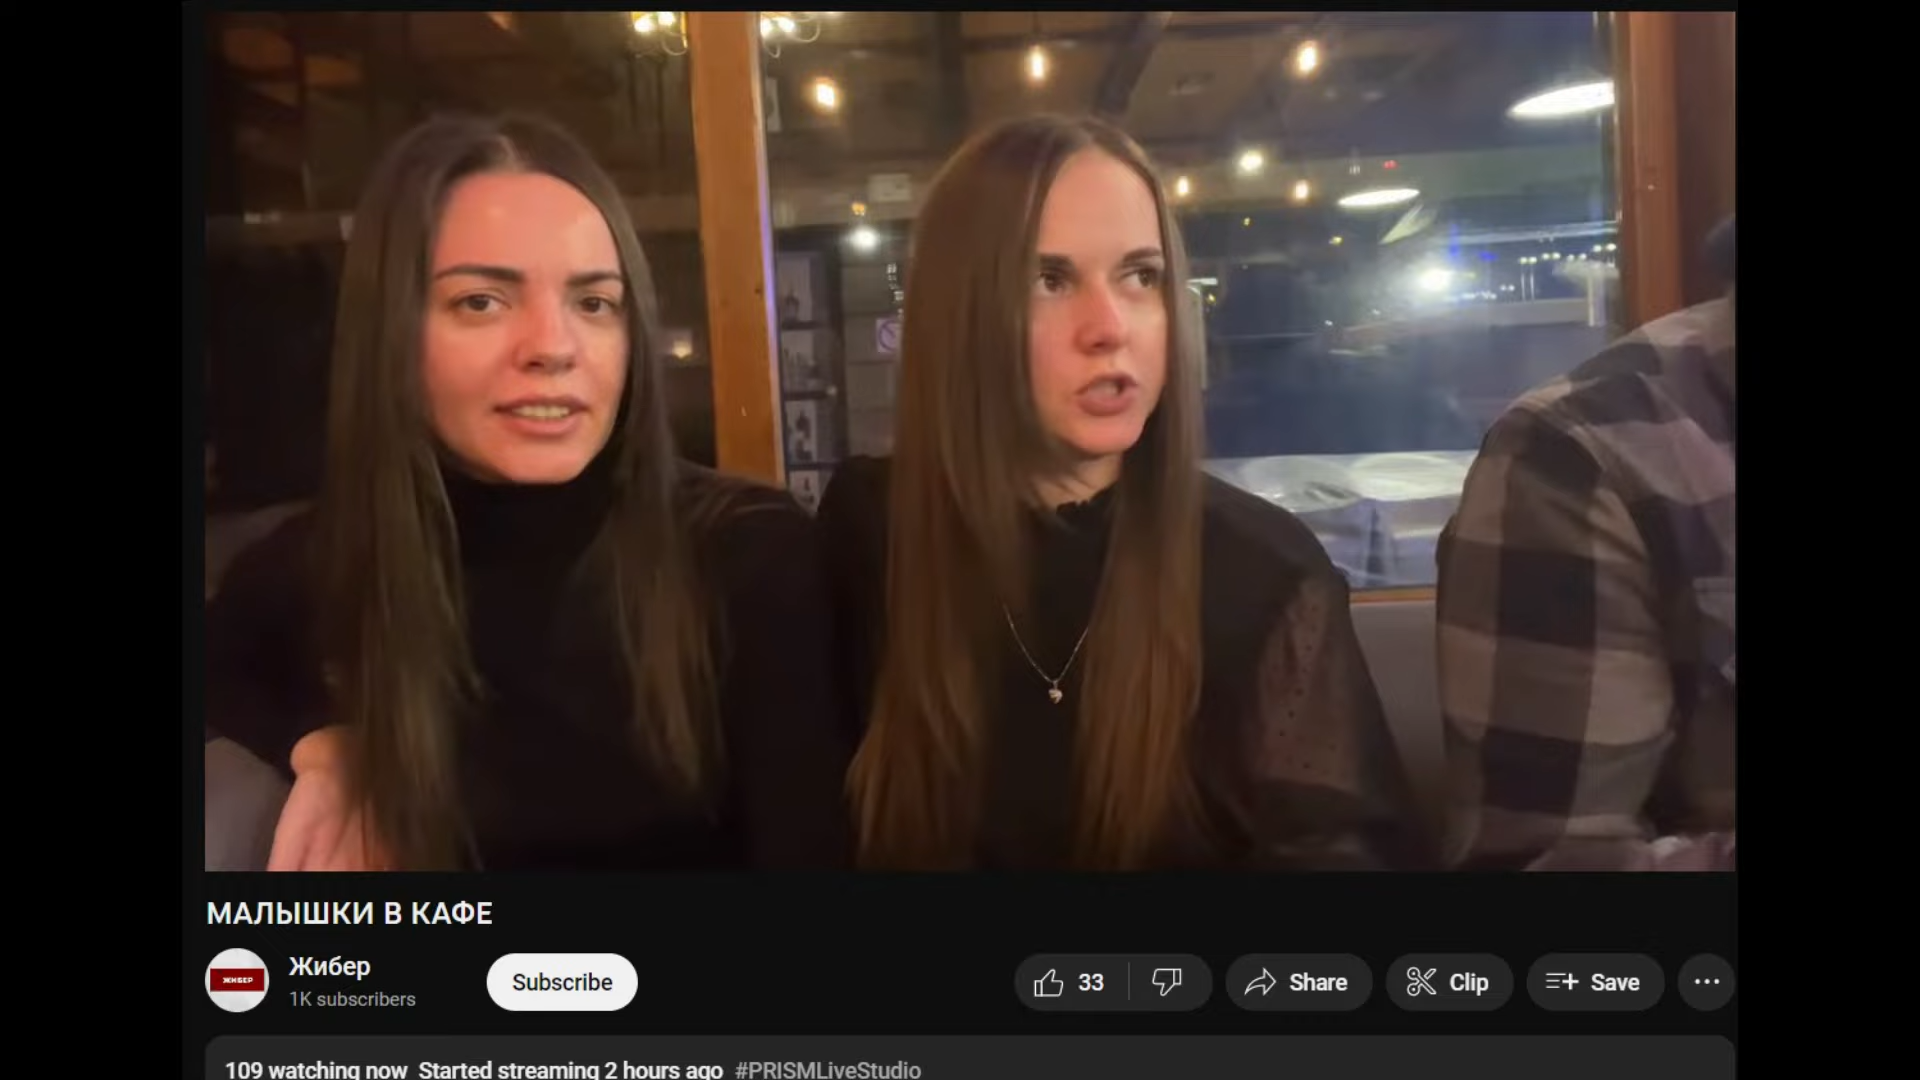 МАЛЫШКИ В КАФЕ
Жибер
1K subscribers
Subscribe
33
Share
Clip
Save
ЖИБЕР
109 watching now Started streaming 2 hours ago #PRISMLiveStudio